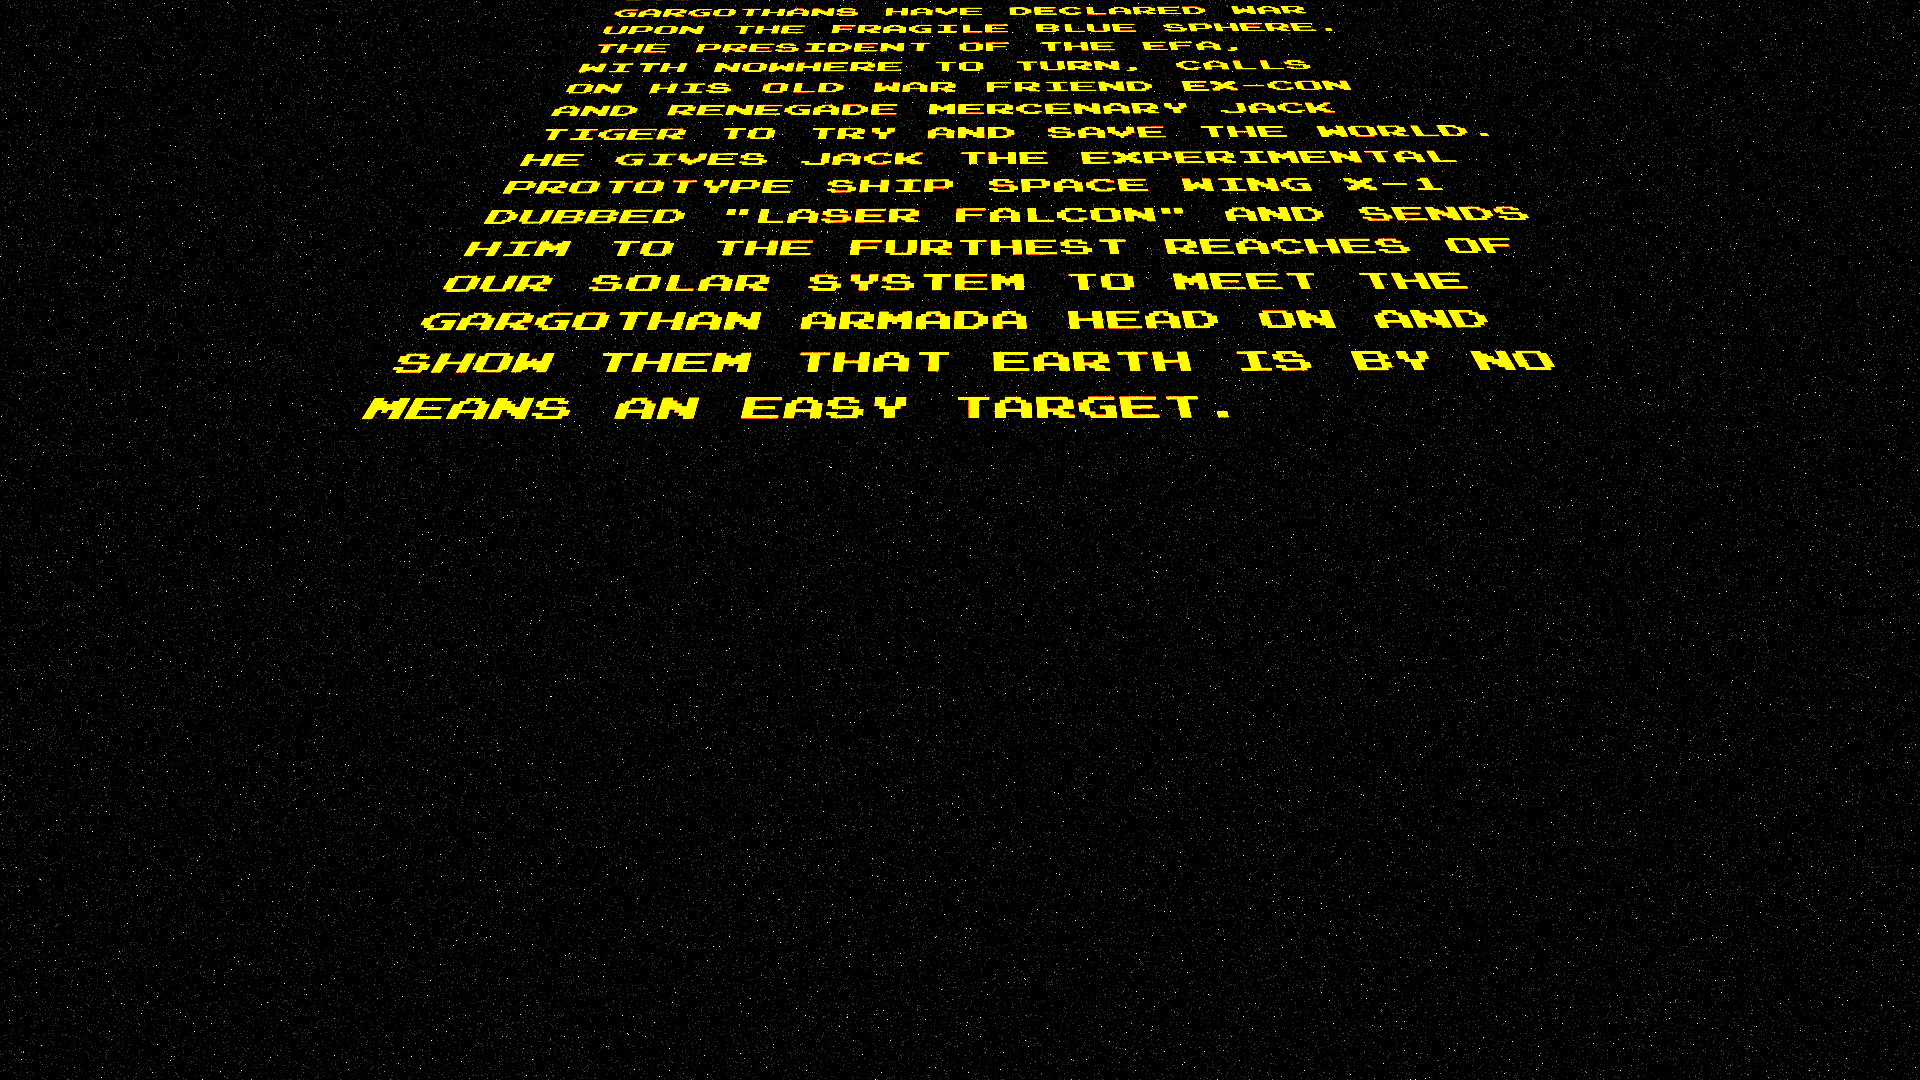 GARGOTHANS HAVE DECLARED WAR
UPON THE FRAGILE BLUE SPHERE.
THE PRESIDENT OF THE EFA,
WITH NOWHERE TO TURN, CALLS
ON HIS OLD WAR FRIEND EX-CON
AND RENEGADE MERCENARY JACK
TIGER TO TRY AND SAVE THE WORLD.
HE GIVES JACK THE EXPERIMENTAL
PROTOTYPE SHIP SPACE WING X-1
DUBBED "LASER FALCON" AND SENDS
HIM TO THE FURTHEST REACHES OF
OUR SOLAR SYSTEM TO MEET THE
GARGOTHAN ARMADA HEAD ON AND
SHOW THEM THAT EARTH IS BY NO
MEANS AN EASY TARGET.